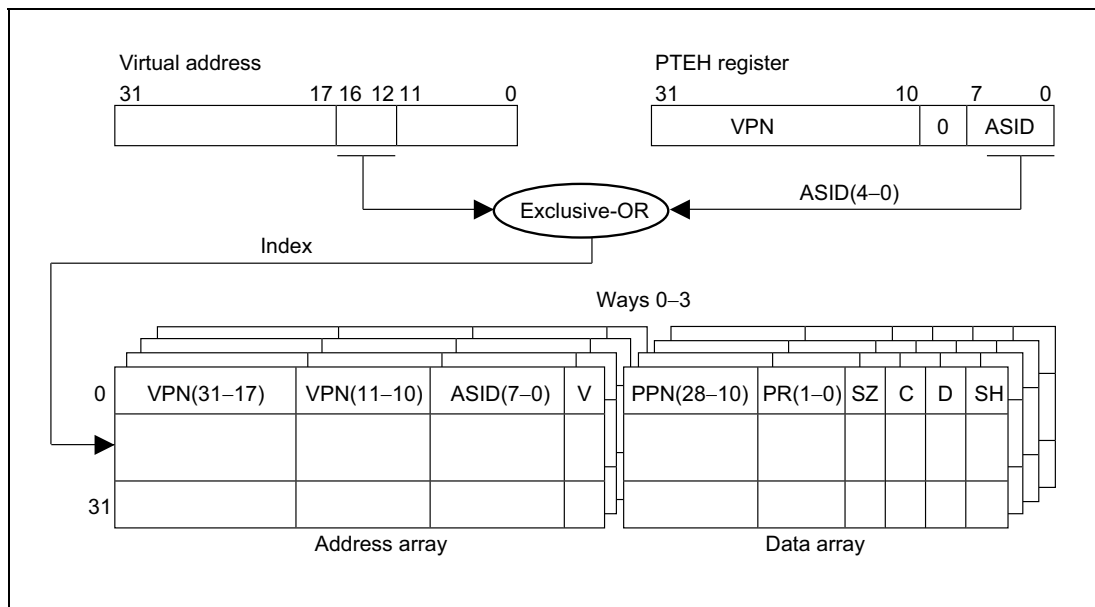 Virtual address
31 17 16 12 11 0
PTEH register
31 10 7 0
VPN 0 ASID
ASID(4–0)
Exclusive-OR
Index
Ways 0–3
0 VPN(31–17) VPN(11–10) ASID(7–0) V PPN(28–10) PR(1–0) SZ C D SH
31
Address array
Data array